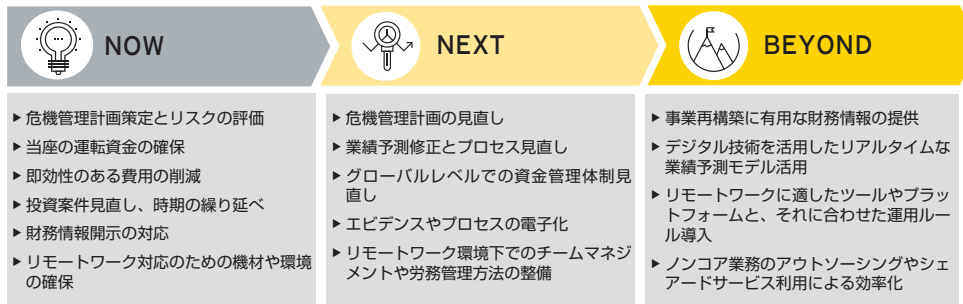 NOW
危機管理計画策定とリスクの評価
当座の運転資金の確保
即効性のある費用の削減
投資案件見直し、時期の繰り延べ
財務情報開示の対応
リモートワーク対応のための機材や環境
の確保
NEXT
危機管理計画の見直し
業績予測修正とプロセス見直し
グローバルレベルでの資金管理体制見
直し
エビデンスやプロセスの電子化
リモートワーク環境下でのチームマネジ
メントや労務管理方法の整備
BEYOND
事業再構築に有用な財務情報の提供
デジタル技術を活用したリアルタイムな
業績予測モデル活用
リモートワークに適したツールやプラッ
トフォームと、それに合わせた運用ルー
ル導入
ノンコア業務のアウトソーシングやシェ
アードサービス利用による効率化